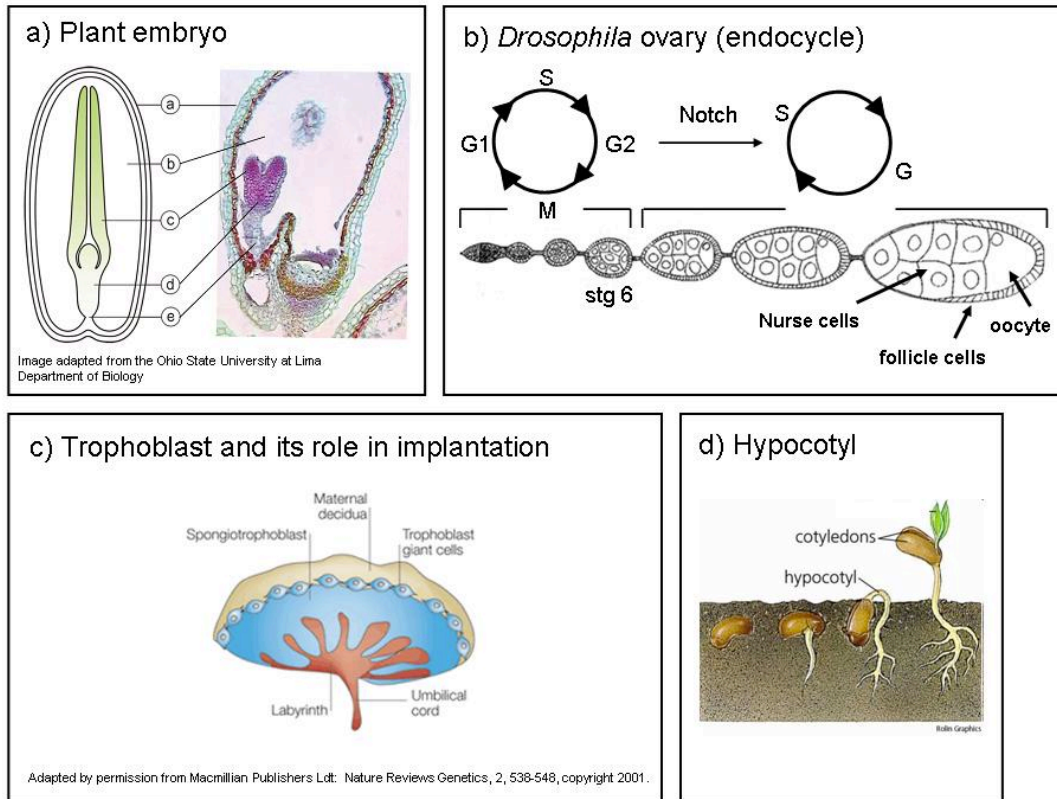 a) Plant embryo
a
b
c
d
e
Image adapted from the Ohio State University at Lima
Department of Biology
b) Drosophila ovary (endocycle)
S
G1
G2
M
Notch
S
G
stg 6
Nurse cells
follicle cells
oocyte
c) Trophoblast and its role in implantation
Maternal
decidua
Spongiotrophoblast
Trophoblast
giant cells
Labyrinth
Umbilical
cord
Adapted by permission from Macmillian Publishers Ldt: Nature Reviews Genetics, 2, 538-548, copyright 2001.
d) Hypocotyl
cotyledons
hypocotyl
Rolin Graphics